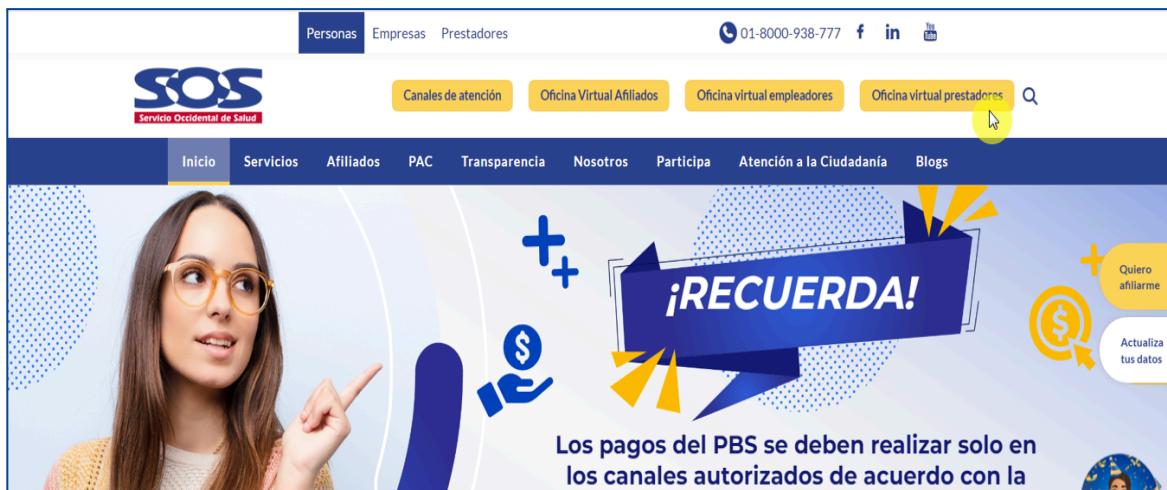 Personas Empresas Prestadores 01-8000-938-777 f in You Tube
SOS
Servicio Occidental de Salud
Canales de atención Oficina Virtual Afiliados Oficina virtual empleadores Oficina virtual prestadores
Inicio Servicios Afiliados PAC Transparencia Nosotros Participa Atención a la Ciudadanía Blogs
¡RECUERDA!
Quiero
afiliarme
Actualiza
tus datos
Los pagos del PBS se deben realizar solo en
los canales autorizados de acuerdo con la